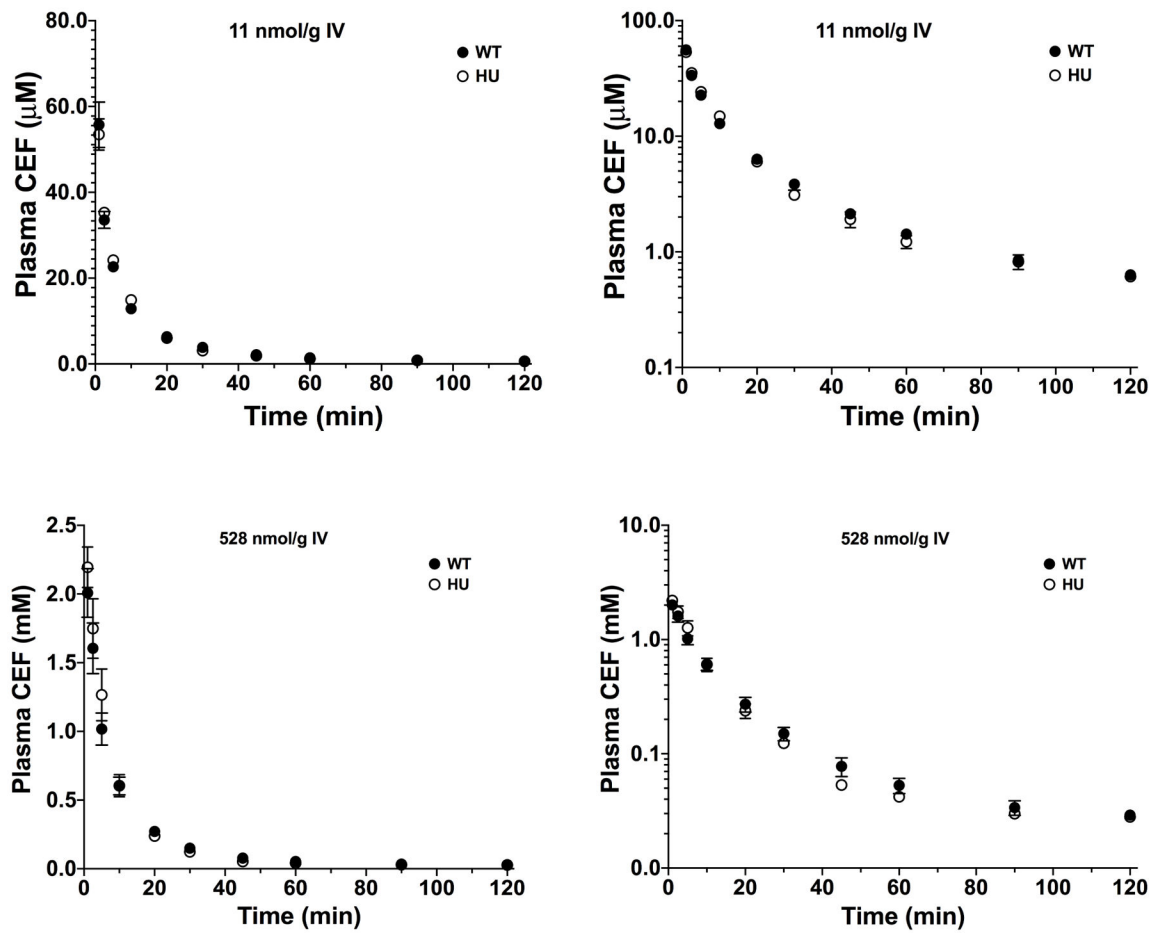 11 nmol/g IV
WT
HU
Plasma CEF (μM)
80.0
60.0
40.0
20.0
0.0
0 20 40 60 80 100 120
Time (min)
11 nmol/g IV
WT
HU
Plasma CEF (μM)
100.0
10.0
1.0
0.1
0 20 40 60 80 100 120
Time (min)
528 nmol/g IV
WT
HU
Plasma CEF (mM)
2.5
2.0
1.5
1.0
0.5
0.0
0 20 40 60 80 100 120
Time (min)
528 nmol/g IV
WT
HU
Plasma CEF (mM)
10.0
1.0
0.1
0.0
0 20 40 60 80 100 120
Time (min)